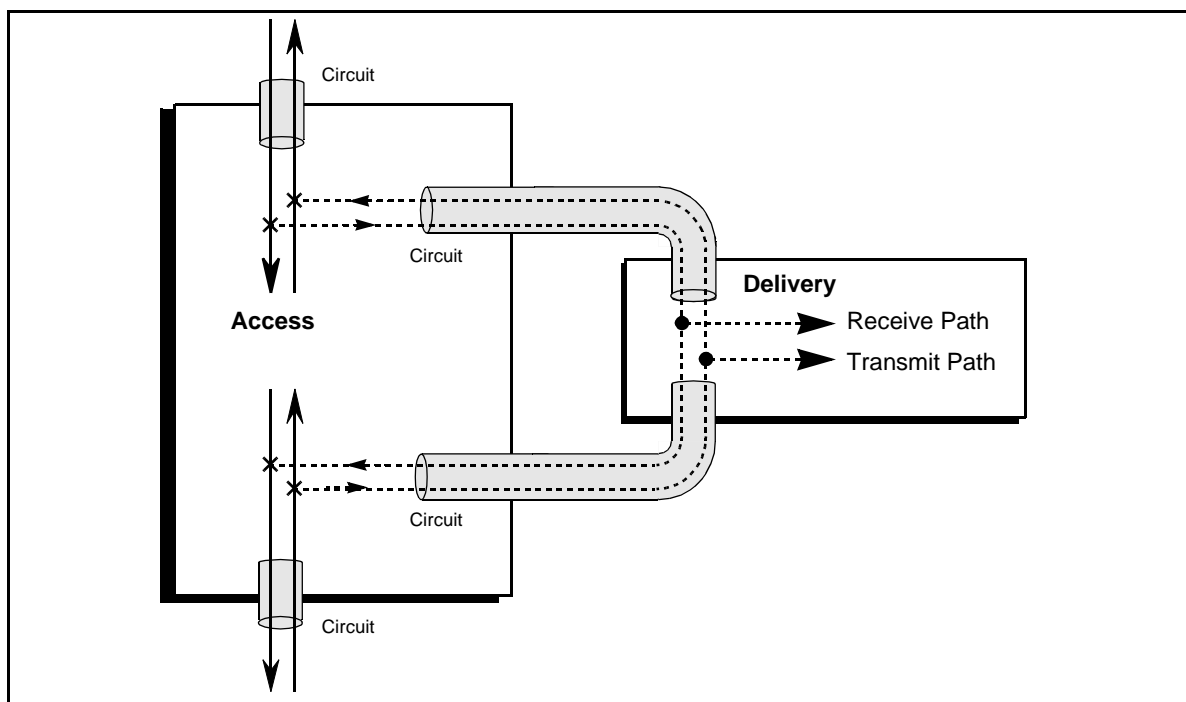 Circuit
Circuit
Delivery
Access
Receive Path
Transmit Path
Circuit
Circuit